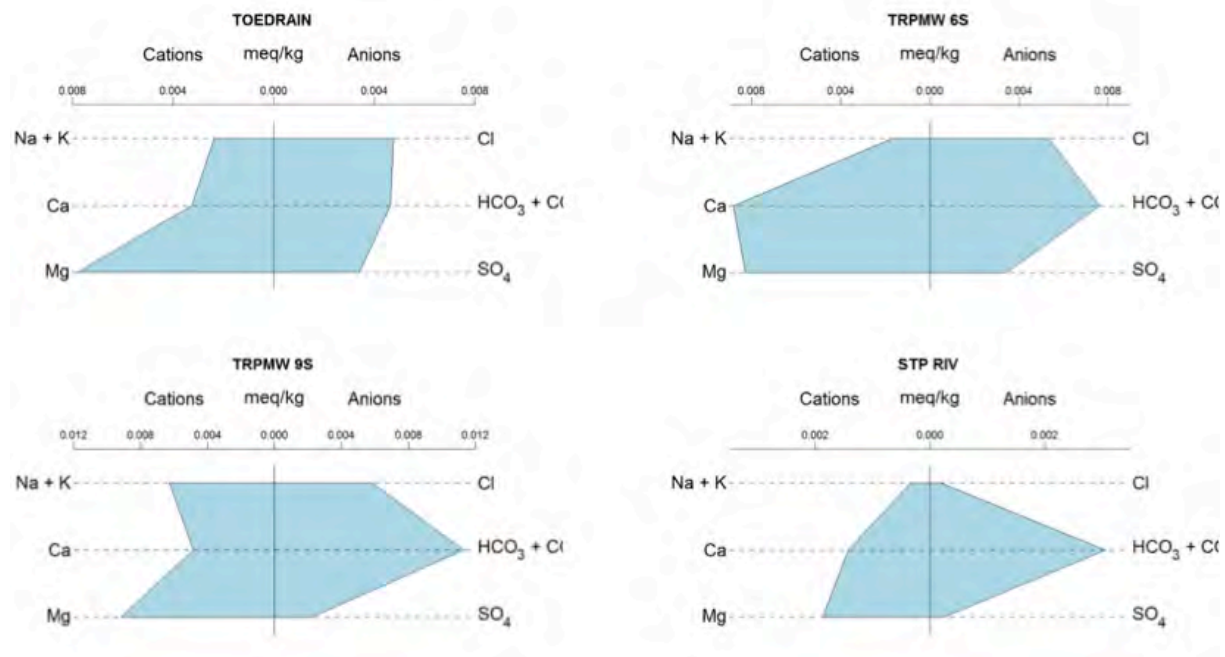 TOEDRAIN
Cations meq/kg Anions
0.008 0.004 0.000 0.004 0.008
Na + K Cl
Ca HCO3 + C
Mg SO4
TRPMW 6S
Cations meq/kg Anions
0.008 0.004 0.000 0.004 0.008
Na + K Cl
Ca HCO3 + C
Mg SO4
TRPMW 9S
Cations meq/kg Anions
0.012 0.008 0.004 0.000 0.004 0.008 0.012
Na + K Cl
Ca HCO3 + C
Mg SO4
STP RIV
Cations meq/kg Anions
0.002 0.000 0.002
Na + K Cl
Ca HCO3 + C
Mg SO4